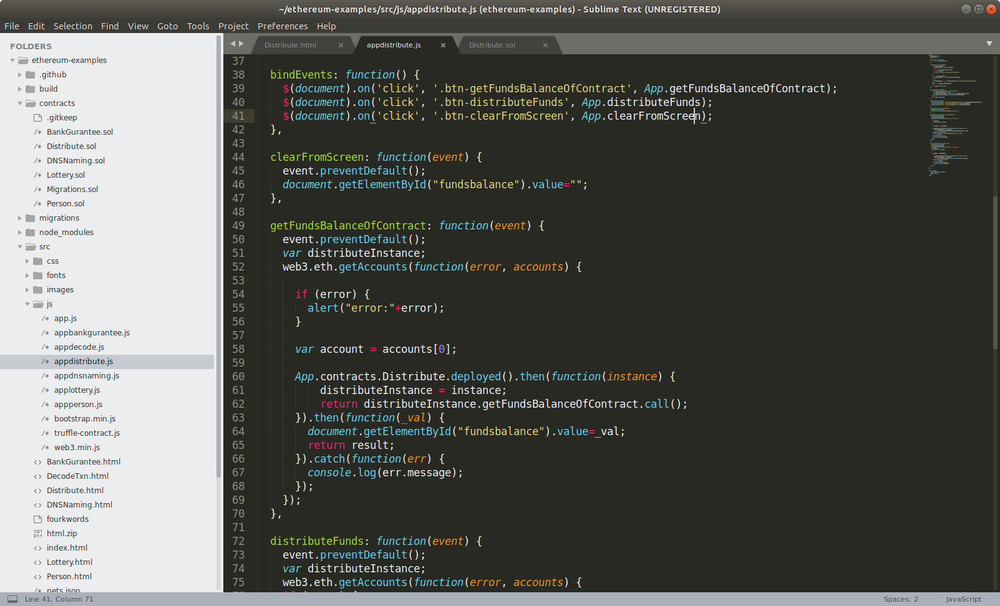 ~/ethereum-examples/src/js/appdistribute.js (ethereum-examples) - Sublime Text (UNREGISTERED)
File Edit Selection Find View Goto Tools Project Preferences Help
FOLDERS
ethereum-examples
.github
build
contracts
.gitkeep
/* BankGurantee.sol
/* Distribute.sol
/* DNSNaming.sol
/* Lottery.sol
/* Migrations.sol
/* Person.sol
migrations
node_modules
src
css
fonts
images
js
/* app.js
/* appbankgurantee.js
/* appdecode.js
/* appdistribute.js
/* appdnsnaming.js
/* applottery.js
/* appperson.js
/* bootstrap.min.js
/* truffle-contract.js
/* web3.min.js
<> BankGurantee.html
<> DecodeTxn.html
<> Distribute.html
<> DNSNaming.html
fourkwords
html.zip
<> index.html
<> Lottery.html
<> Person.html
/* pets.json
Distribute.html × appdistribute.js × Distribute.sol ×
37
38 bindEvents: function() {
39 $(document).on('click', '.btn-getFundsBalanceOfContract', App.getFundsBalanceOfContract);
40 $(document).on('click', '.btn-distributeFunds', App.distributeFunds);
41 $(document).on('click', '.btn-clearFromScreen', App.clearFromScreen);
42 },
43
44 clearFromScreen: function(event) {
45 event.preventDefault();
46 document.getElementById("fundsbalance").value="";
47 },
48
49 getFundsBalanceOfContract: function(event) {
50 event.preventDefault();
51 var distributeInstance;
52 web3.eth.getAccounts(function(error, accounts) {
53
54 if (error) {
55 alert("error:"+error);
56 }
57
58 var account = accounts[0];
59
60 App.contracts.Distribute.deployed().then(function(instance) {
61 distributeInstance = instance;
62 return distributeInstance.getFundsBalanceOfContract.call();
63 }).then(function(_val) {
64 document.getElementById("fundsbalance").value=_val;
65 return result;
66 }).catch(function(err) {
67 console.log(err.message);
68 });
69 });
70 },
71
72 distributeFunds: function(event) {
73 event.preventDefault();
74 var distributeInstance;
75 web3.eth.getAccounts(function(error, accounts) {
Line 41, Column 71 Spaces: 2 JavaScript